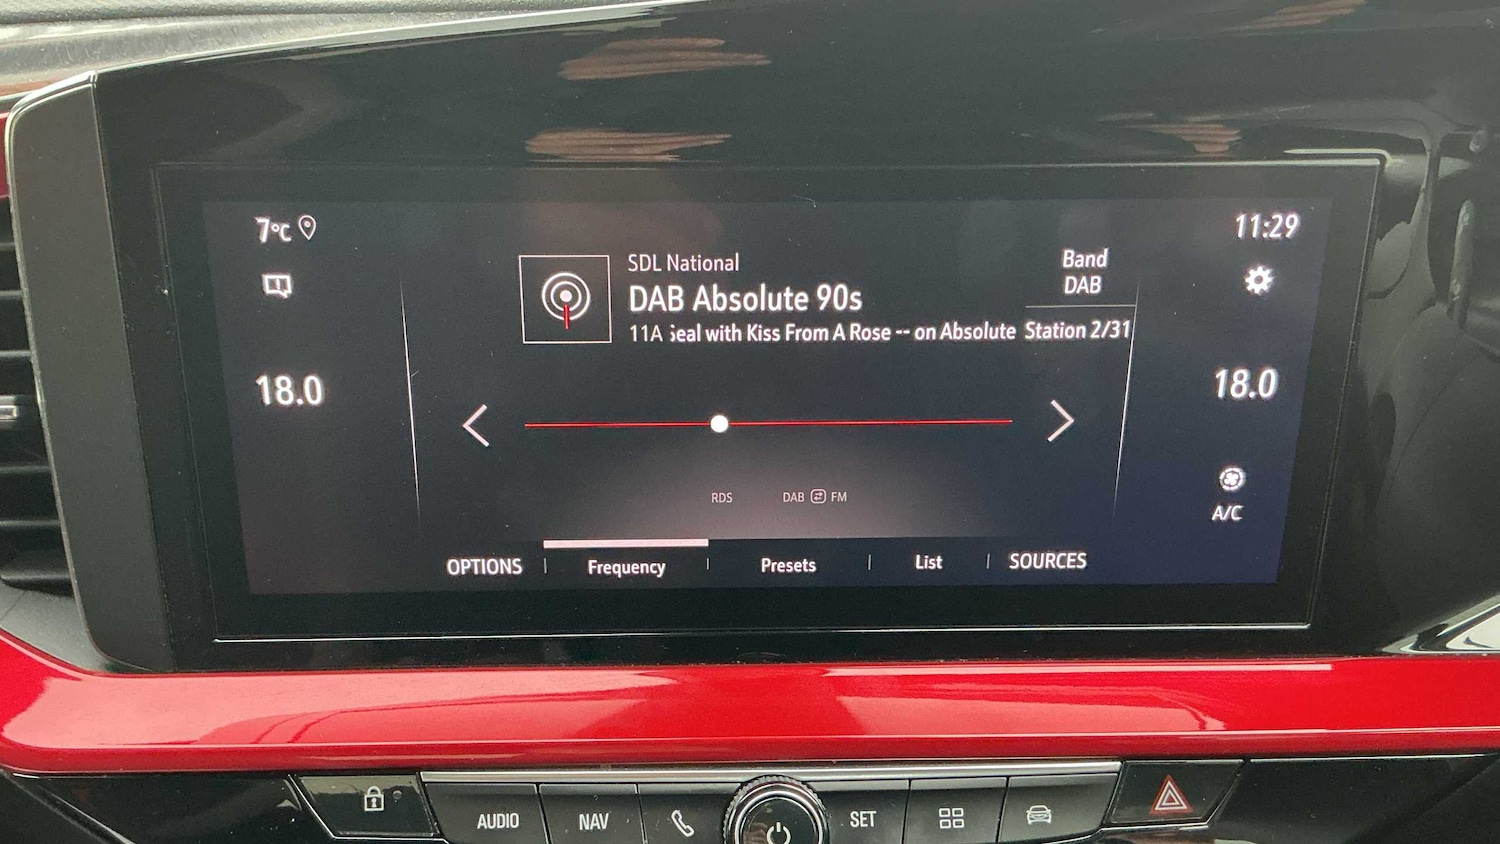 7°C
11:29
SDL National
Band
DAB
DAB Absolute 90s
11A Seal with Kiss From A Rose -- on Absolute
Station 2/31
18.0
18.0
RDS
DAB FM
A/C
OPTIONS
Frequency
Presets
List
SOURCES
AUDIO
NAV
SET